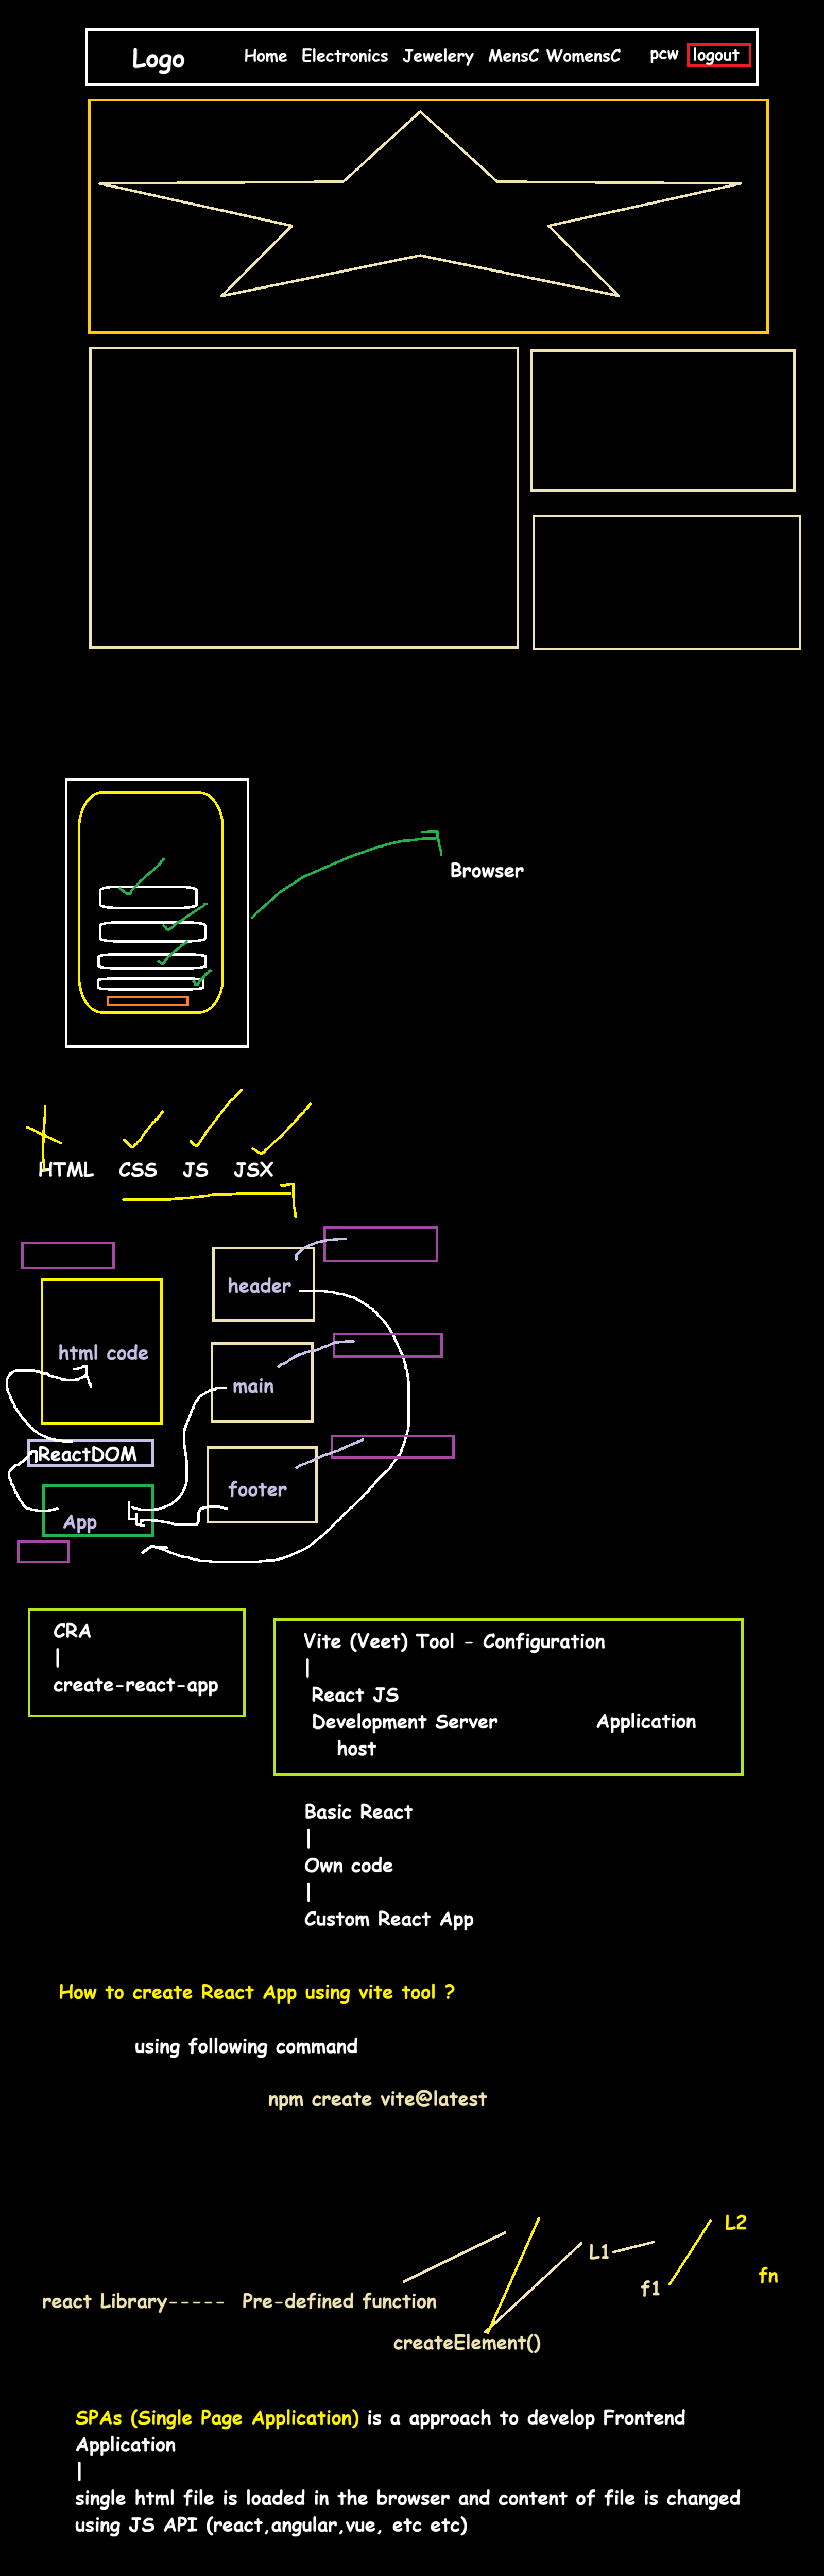 Logo Home Electronics Jewelery MensC WomensC pcw logout
Browser
HTML CSS JS JSX
header
html code
main
ReactDOM
footer
App
CRA
|
create-react-app
Vite (Veet) Tool - Configuration
|
React JS
Development Server Application
host
Basic React
|
Own code
|
Custom React App
How to create React App using vite tool ?
using following command
npm create vite@latest
L2
L1
fn
f1
react Library----- Pre-defined function
createElement()
SPAs (Single Page Application) is a approach to develop Frontend
Application
|
single html file is loaded in the browser and content of file is changed
using JS API (react,angular,vue, etc etc)